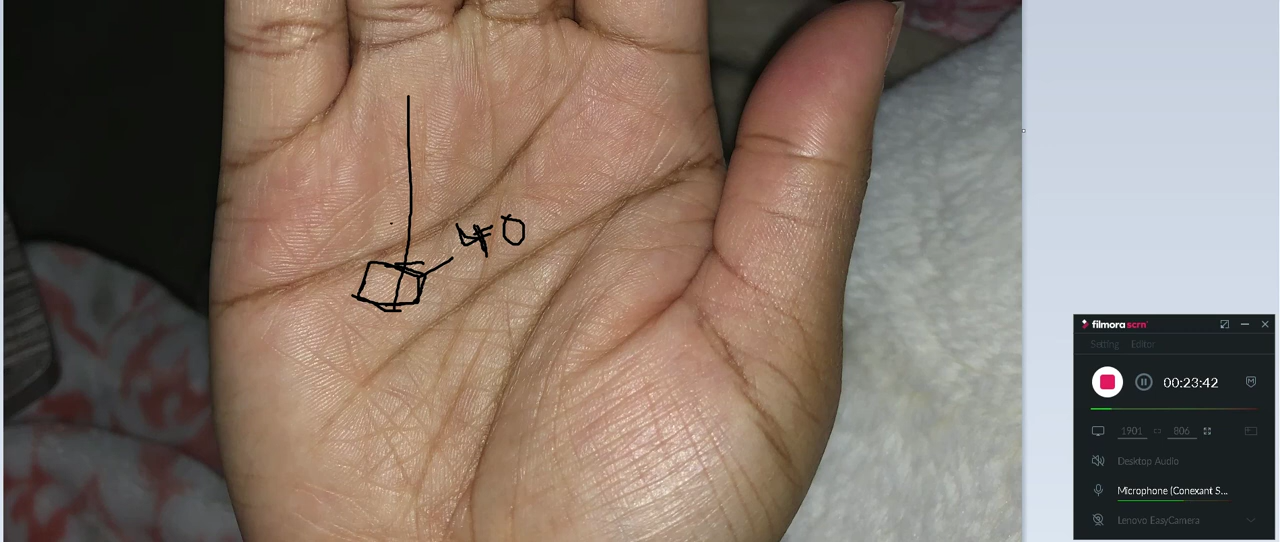 40
filmora scrn
Setting Editor
00:23:42
1901 806
Desktop Audio
Microphone (Conexant S...
Lenovo EasyCamera